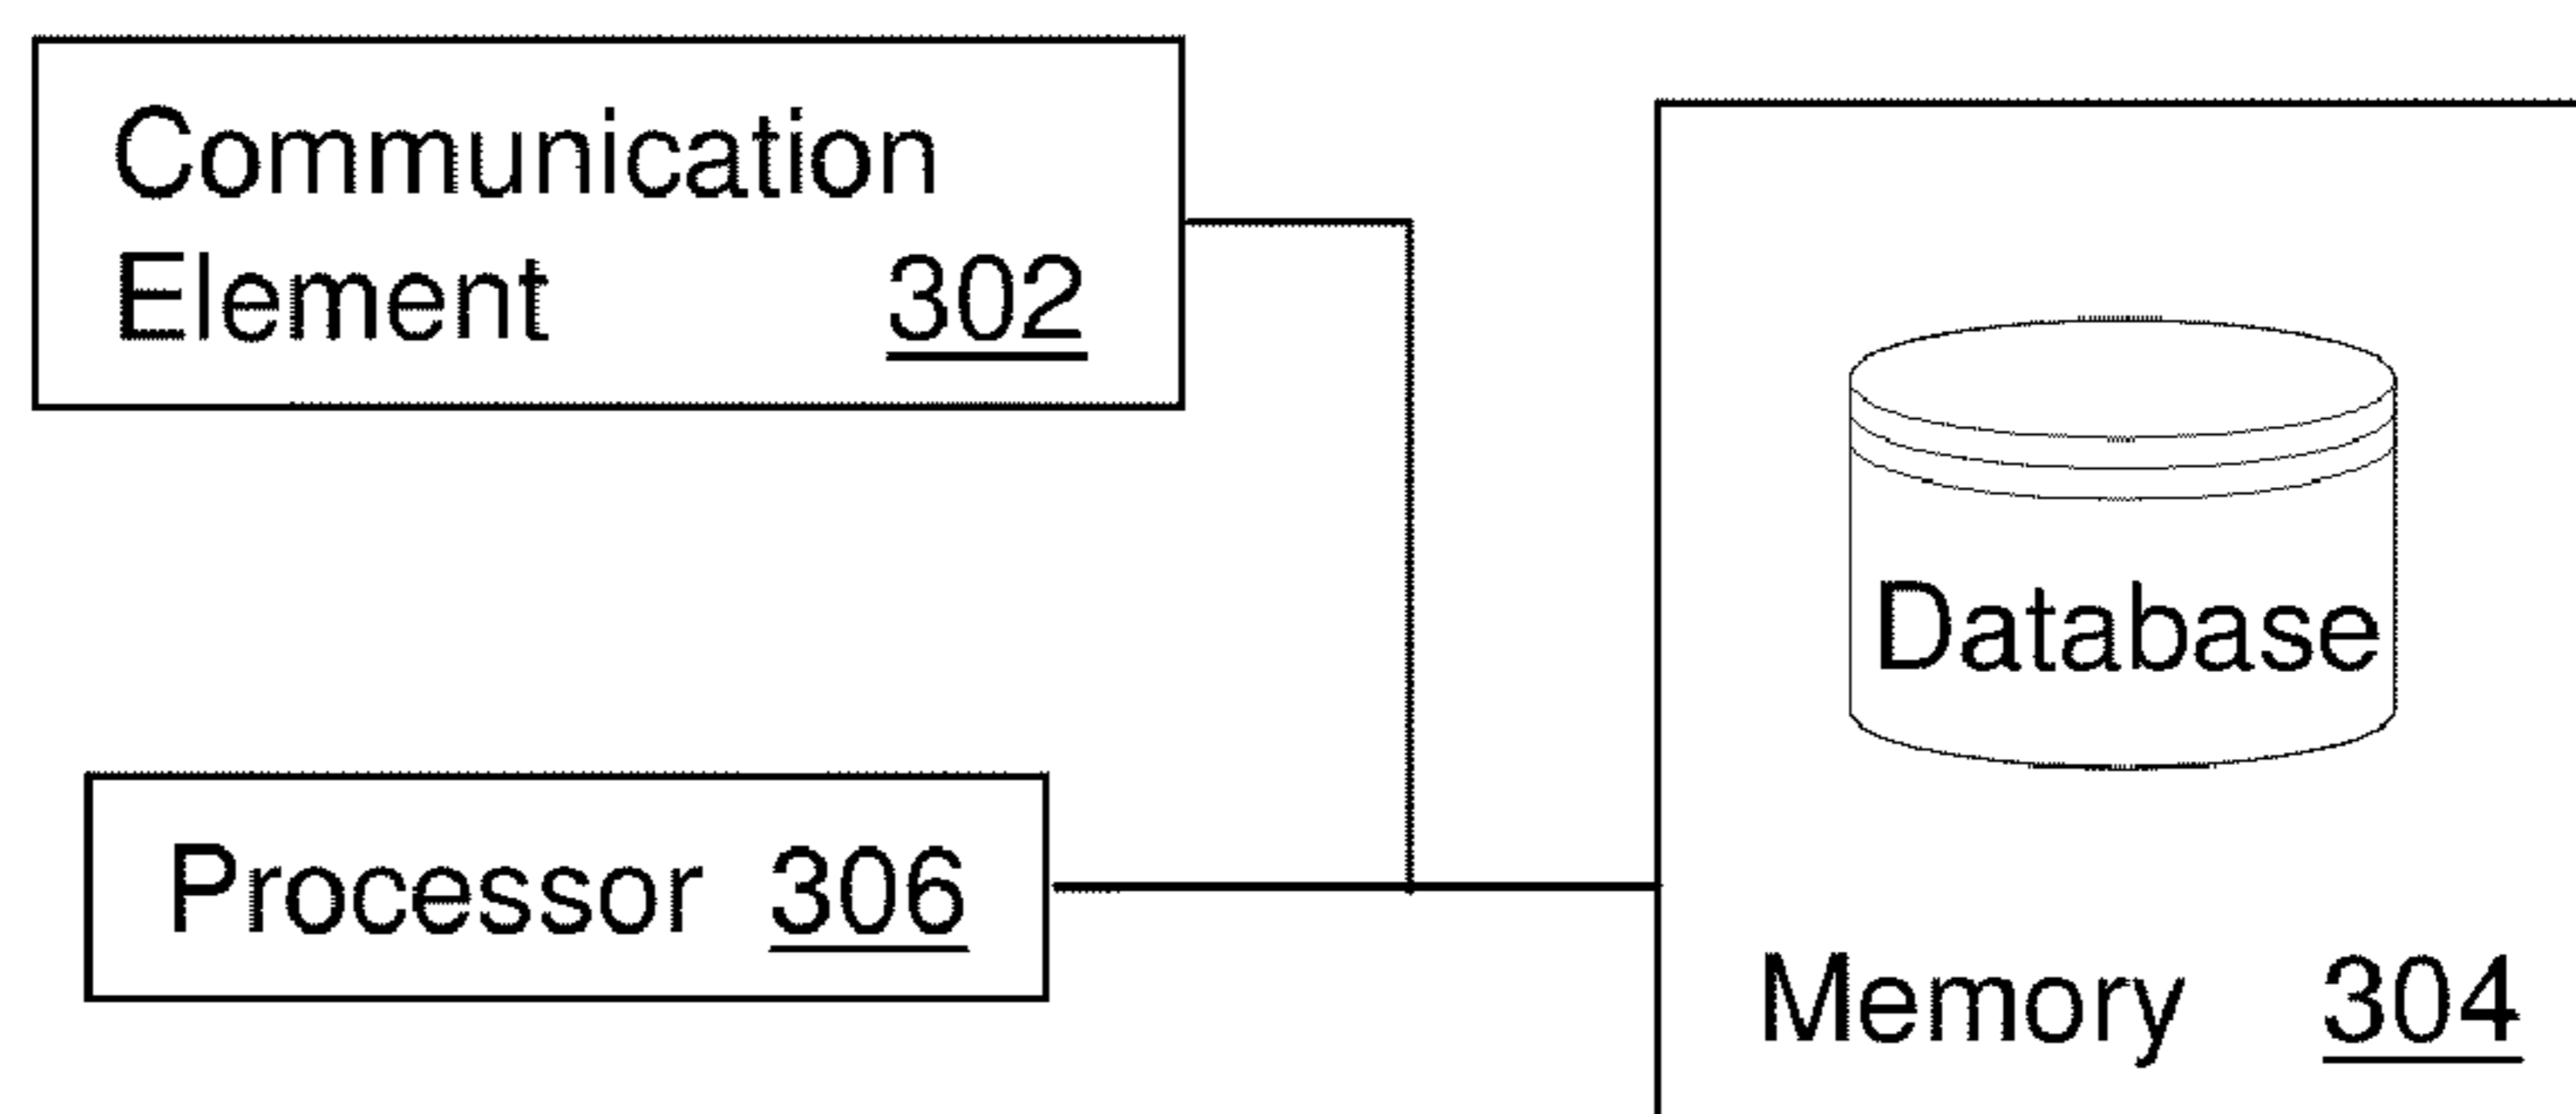 Communication
Element 302
Database
Processor 306
Memory 304